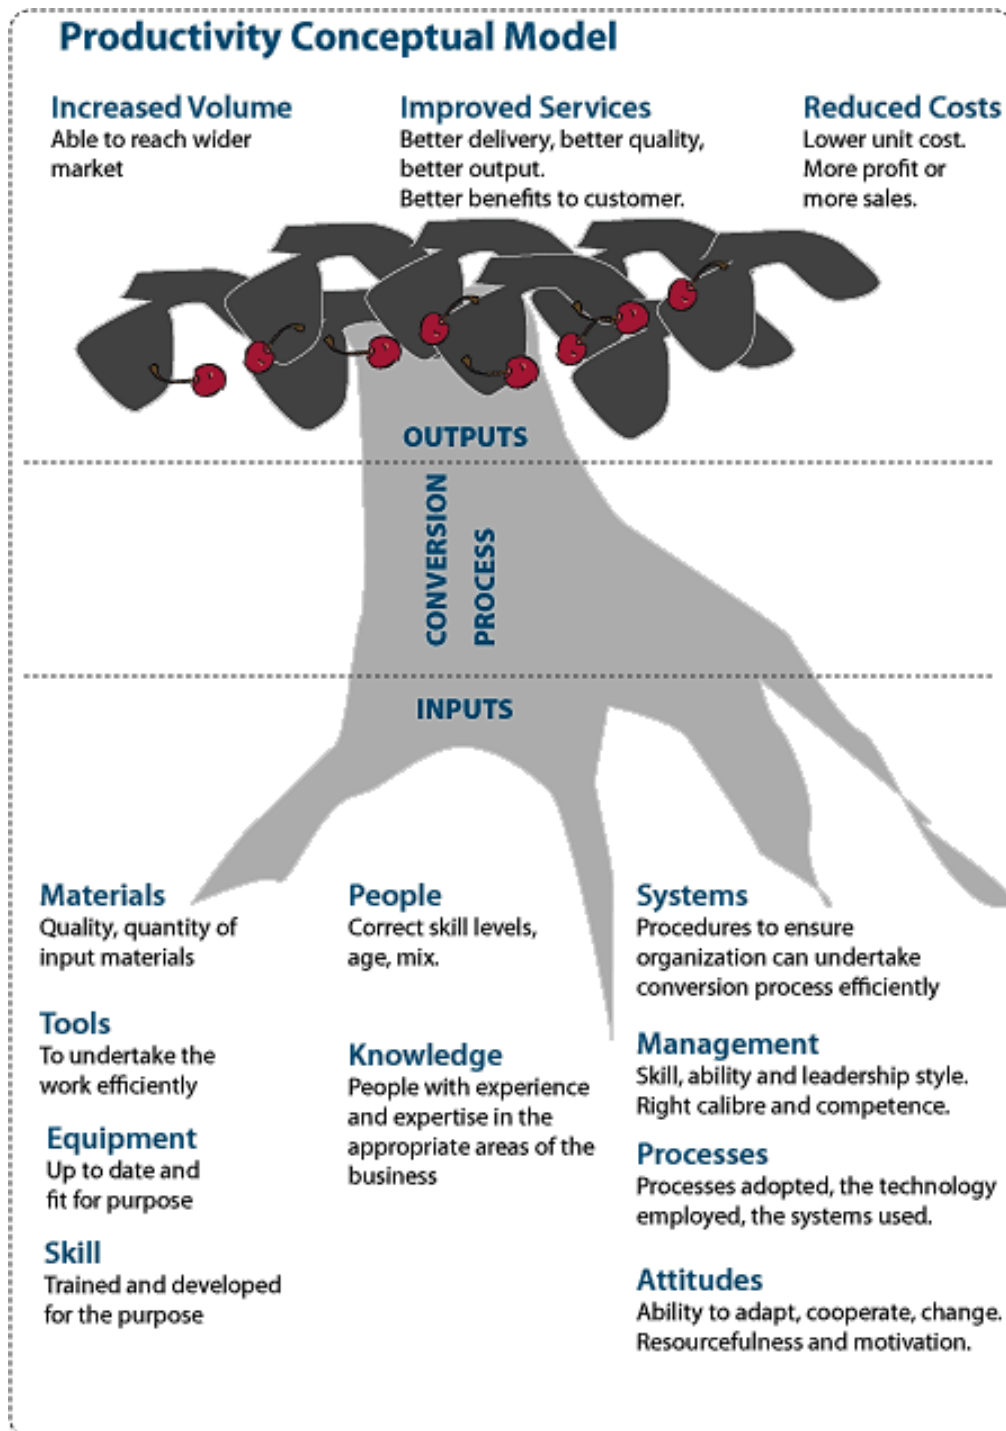 Productivity Conceptual Model
Increased Volume
Able to reach wider
market
Improved Services
Better delivery, better quality,
better output.
Better benefits to customer.
Reduced Costs
Lower unit cost.
More profit or
more sales.
OUTPUTS
CONVERSION
PROCESS
INPUTS
Materials
Quality, quantity of
input materials
Tools
To undertake the
work efficiently
Equipment
Up to date and
fit for purpose
Skill
Trained and developed
for the purpose
People
Correct skill levels,
age, mix.
Knowledge
People with experience
and expertise in the
appropriate areas of the
business
Systems
Procedures to ensure
organization can undertake
conversion process efficiently
Management
Skill, ability and leadership style.
Right calibre and competence.
Processes
Processes adopted, the technology
employed, the systems used.
Attitudes
Ability to adapt, cooperate, change.
Resourcefulness and motivation.